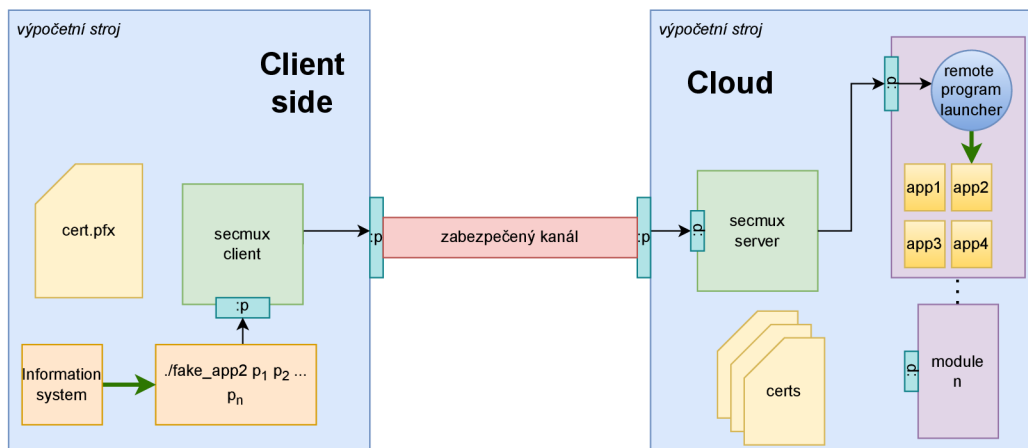 výpočetní stroj
Client
side
cert.pfx
secmux
client
:p
Information
system
./fake_app2 p1 p2 ...
pn
:p
zabezpečený kanál
:p
výpočetní stroj
Cloud
:p
secmux
server
certs
:p
remote
program
launcher
app1
app2
app3
app4
:p
module
n